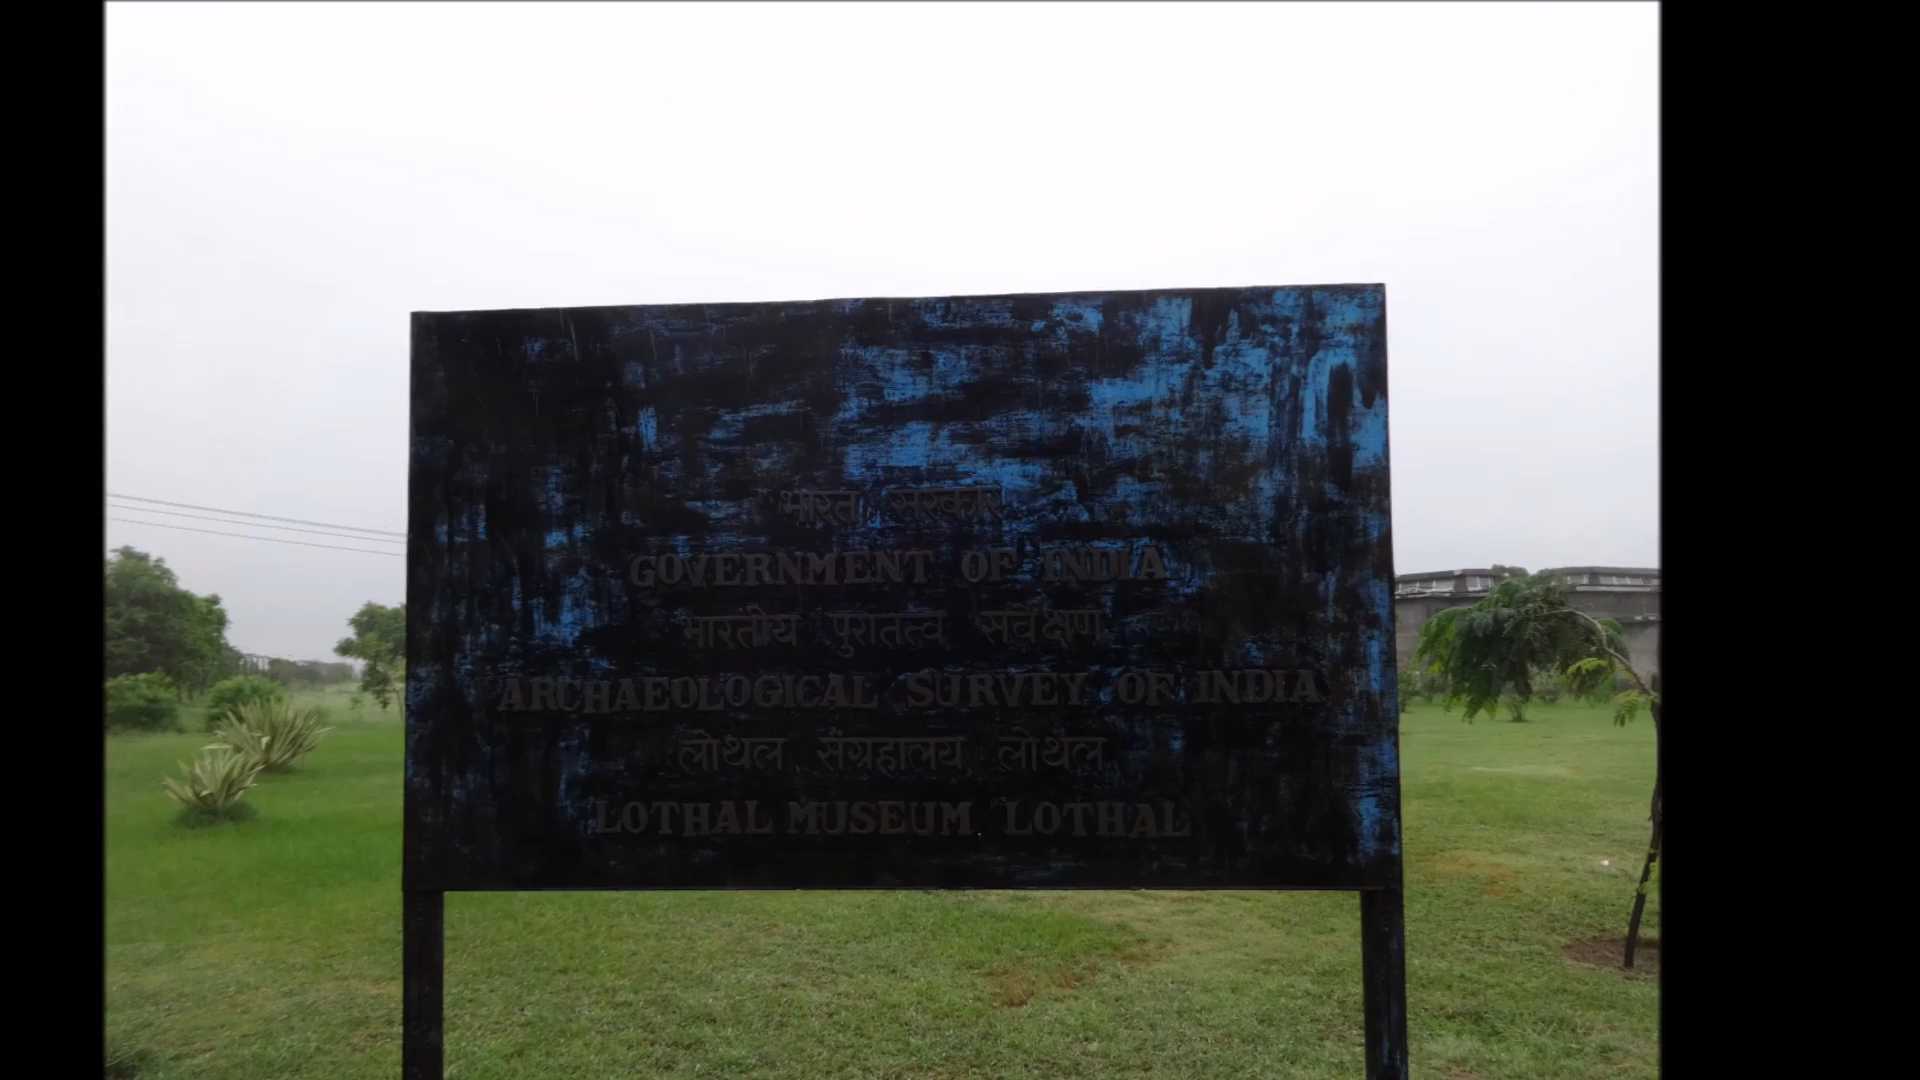 भारत सरकार
GOVERNMENT OF INDIA
भारतीय पुरातत्व सर्वेक्षण
ARCHAEOLOGICAL SURVEY OF INDIA
लोथल संग्रहालय लोथल
LOTHAL MUSEUM LOTHAL